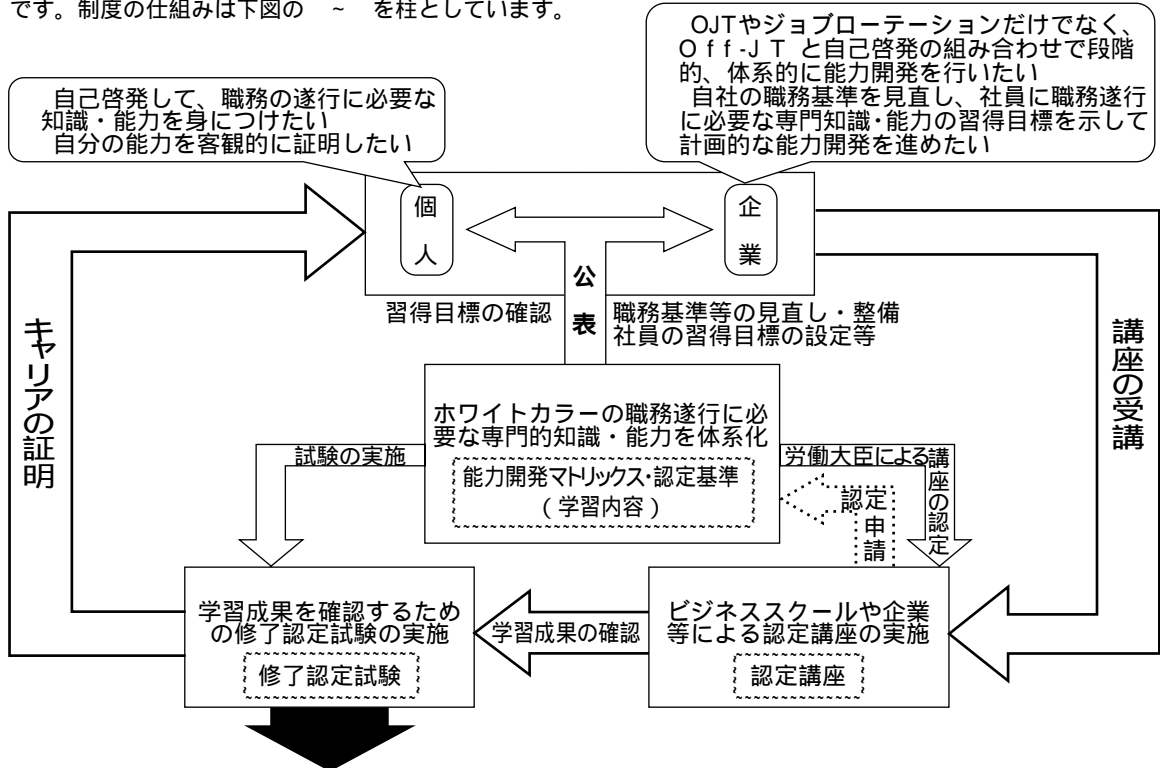 です。制度の仕組みは下図の　~　を柱としています。
OJTやジョブローテーションだけでなく、
Off-JTと自己啓発の組み合わせで段階
的、体系的に能力開発を行いたい
自社の職務基準を見直し、社員に職務遂行
に必要な専門知識・能力の習得目標を示して
計画的な能力開発を進めたい
自己啓発して、職務の遂行に必要な
知識・能力を身につけたい
自分の能力を客観的に証明したい
個人
企業
公表
習得目標の確認
職務基準等の見直し・整備
社員の習得目標の設定等
キャリアの証明
講座の受講
ホワイトカラーの職務遂行に必
要な専門的知識・能力を体系化
能力開発マトリックス・認定基準
（学習内容）
試験の実施
労働大臣による講座の認定
認定申請
学習成果を確認するため
の修了認定試験の実施
修了認定試験
学習成果の確認
ビジネススクールや企業
等による認定講座の実施
認定講座